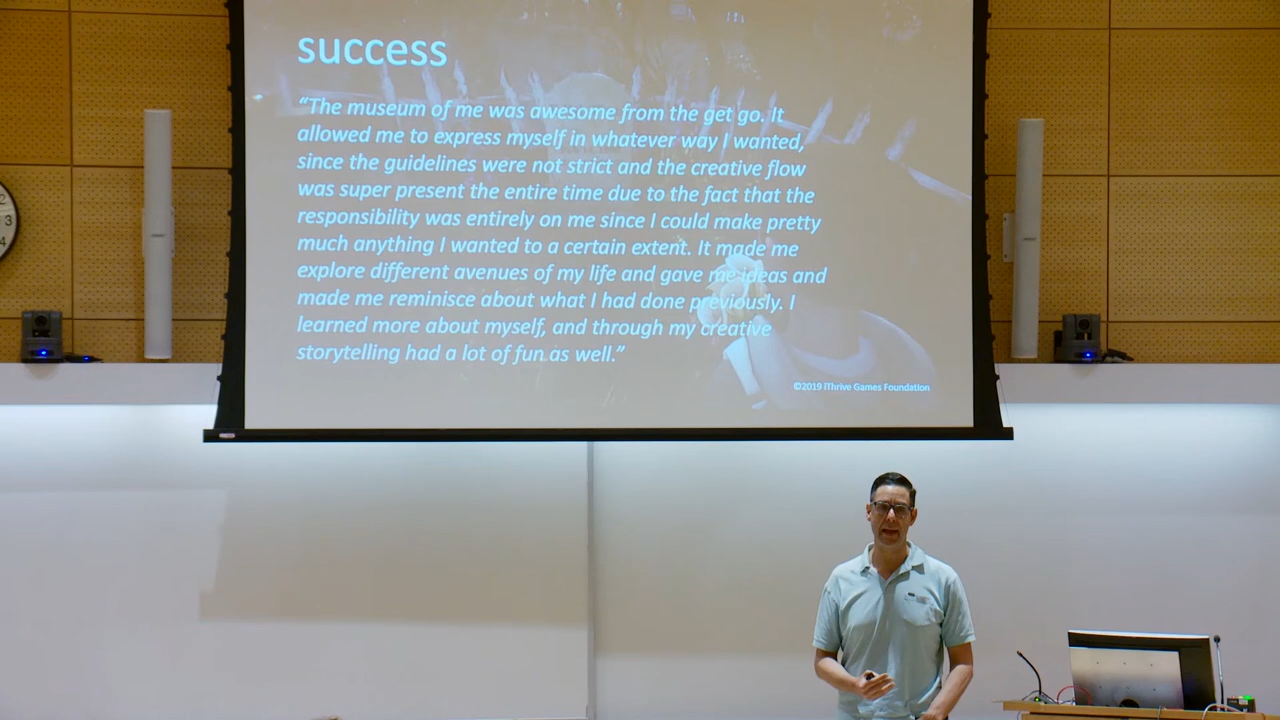 success
“The museum of me was awesome from the get go. It
allowed me to express myself in whatever way I wanted,
since the guidelines were not strict and the creative flow
was super present the entire time due to the fact that the
responsibility was entirely on me since I could make pretty
much anything I wanted to a certain extent. It made me
explore different avenues of my life and gave me ideas and
made me reminisce about what I had done previously. I
learned more about myself, and through my creative
storytelling had a lot of fun as well.”
©2019 iThrive Games Foundation
2
3
4